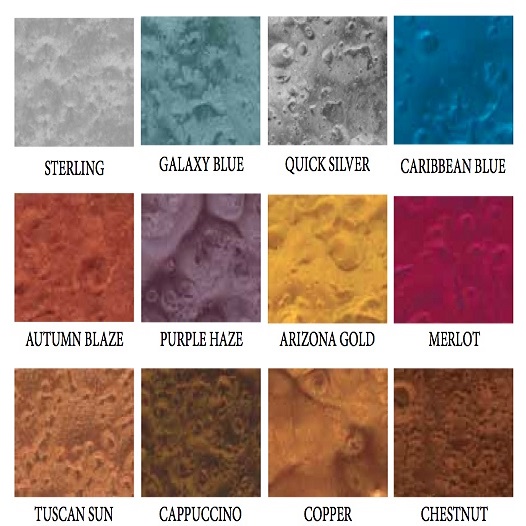 STERLING
GALAXY BLUE
QUICK SILVER
CARIBBEAN BLUE
AUTUMN BLAZE
PURPLE HAZE
ARIZONA GOLD
MERLOT
TUSCAN SUN
CAPPUCCINO
COPPER
CHESTNUT